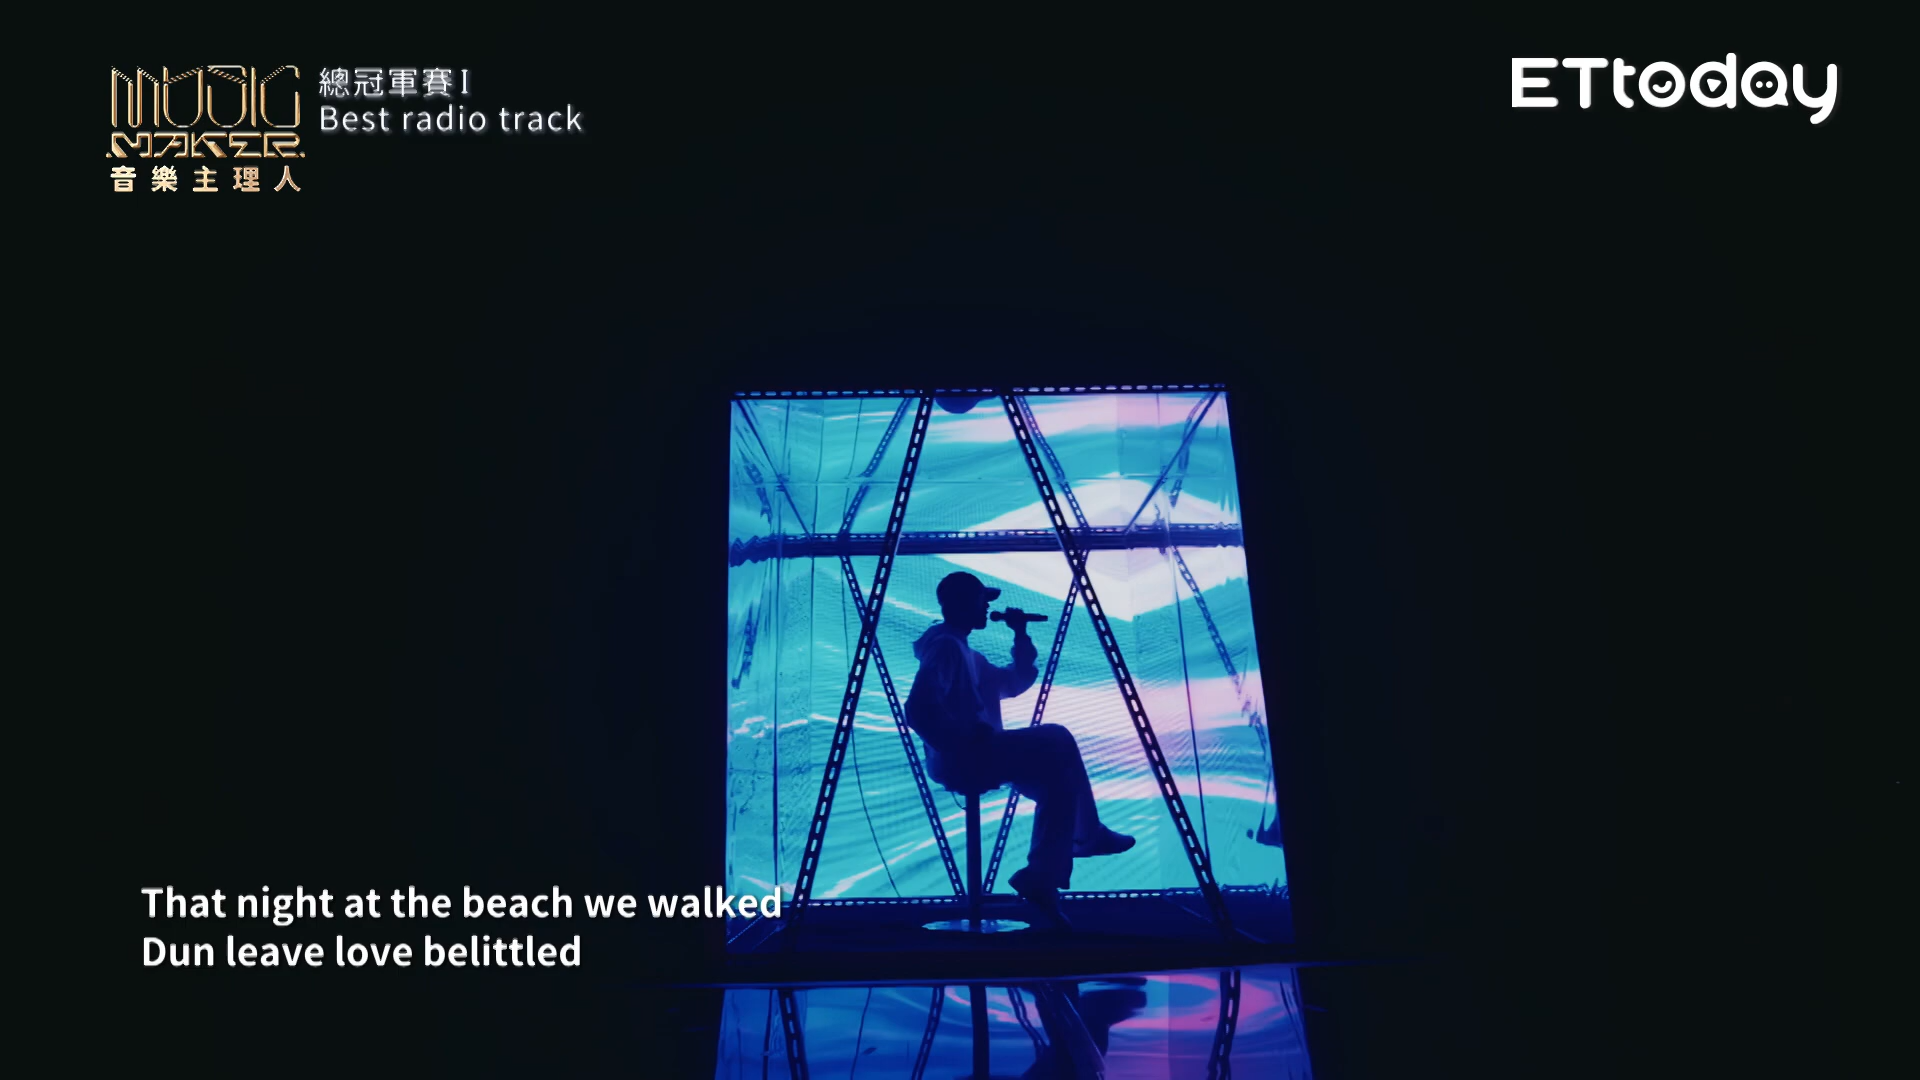 MUSIC
MAKER
音樂主理人
總冠軍賽I
Best radio track
ETtoday
That night at the beach we walked
Dun leave love belittled